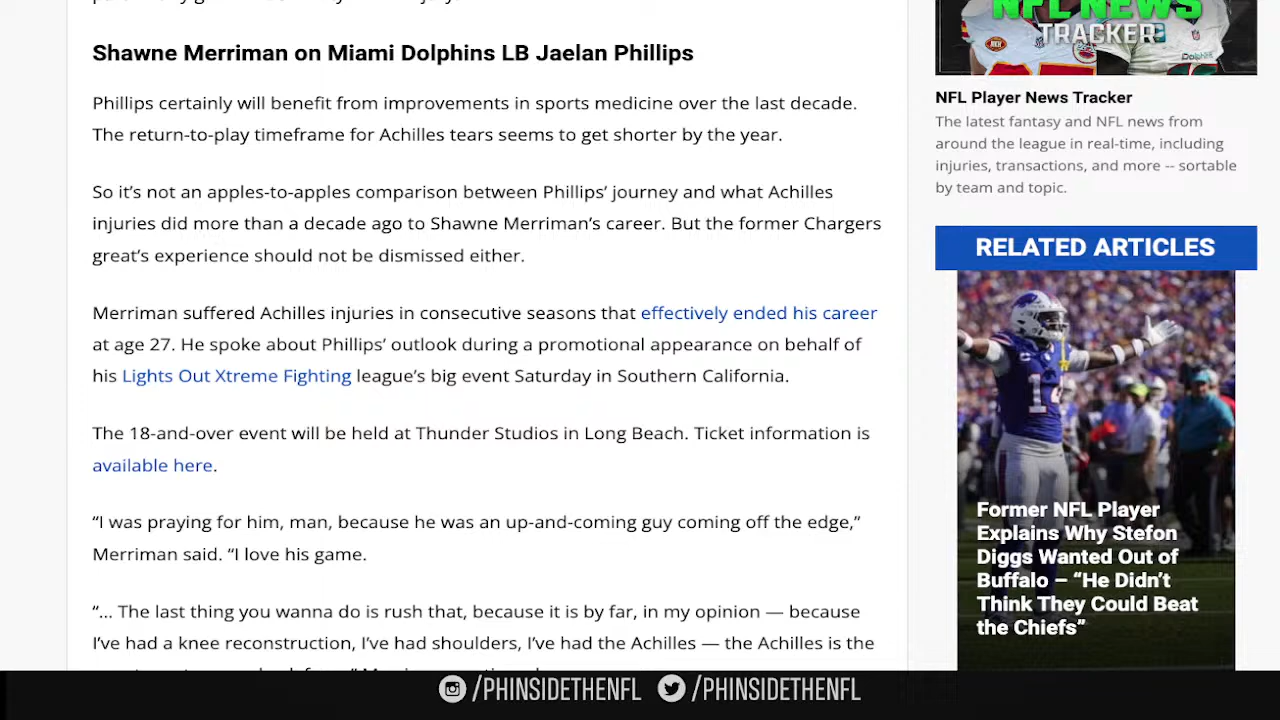 Shawne Merriman on Miami Dolphins LB Jaelan Phillips
Phillips certainly will benefit from improvements in sports medicine over the last decade.
The return-to-play timeframe for Achilles tears seems to get shorter by the year.
So it’s not an apples-to-apples comparison between Phillips’ journey and what Achilles
injuries did more than a decade ago to Shawne Merriman’s career. But the former Chargers
great’s experience should not be dismissed either.
Merriman suffered Achilles injuries in consecutive seasons that effectively ended his career
at age 27. He spoke about Phillips’ outlook during a promotional appearance on behalf of
his Lights Out Xtreme Fighting league’s big event Saturday in Southern California.
The 18-and-over event will be held at Thunder Studios in Long Beach. Ticket information is
available here.
“I was praying for him, man, because he was an up-and-coming guy coming off the edge,”
Merriman said. “I love his game.
“… The last thing you wanna do is rush that, because it is by far, in my opinion — because
I’ve had a knee reconstruction, I’ve had shoulders, I’ve had the Achilles — the Achilles is the
NFL NEWS
TRACKER
NFL Player News Tracker
The latest fantasy and NFL news from
around the league in real-time, including
injuries, transactions, and more -- sortable
by team and topic.
RELATED ARTICLES
Former NFL Player
Explains Why Stefon
Diggs Wanted Out of
Buffalo – “He Didn’t
Think They Could Beat
the Chiefs”
/PHINSIDETHENFL /PHINSIDETHENFL